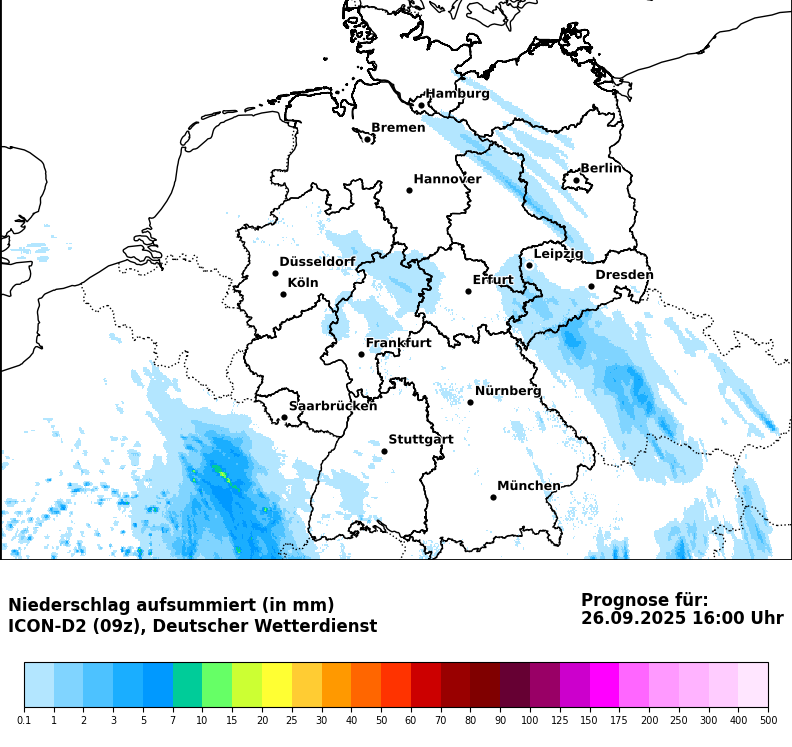 Hamburg
Bremen
Berlin
Hannover
Leipzig
Düsseldorf
Dresden
Köln
Erfurt
Frankfurt
Nürnberg
Saarbrücken
Stuttgart
München
Niederschlag aufsummiert (in mm)
ICON-D2 (09z), Deutscher Wetterdienst
Prognose für:
26.09.2025 16:00 Uhr
0.1 1 2 3 5 7 10 15 20 25 30 40 50 60 70 80 90 100 125 150 175 200 250 300 400 500